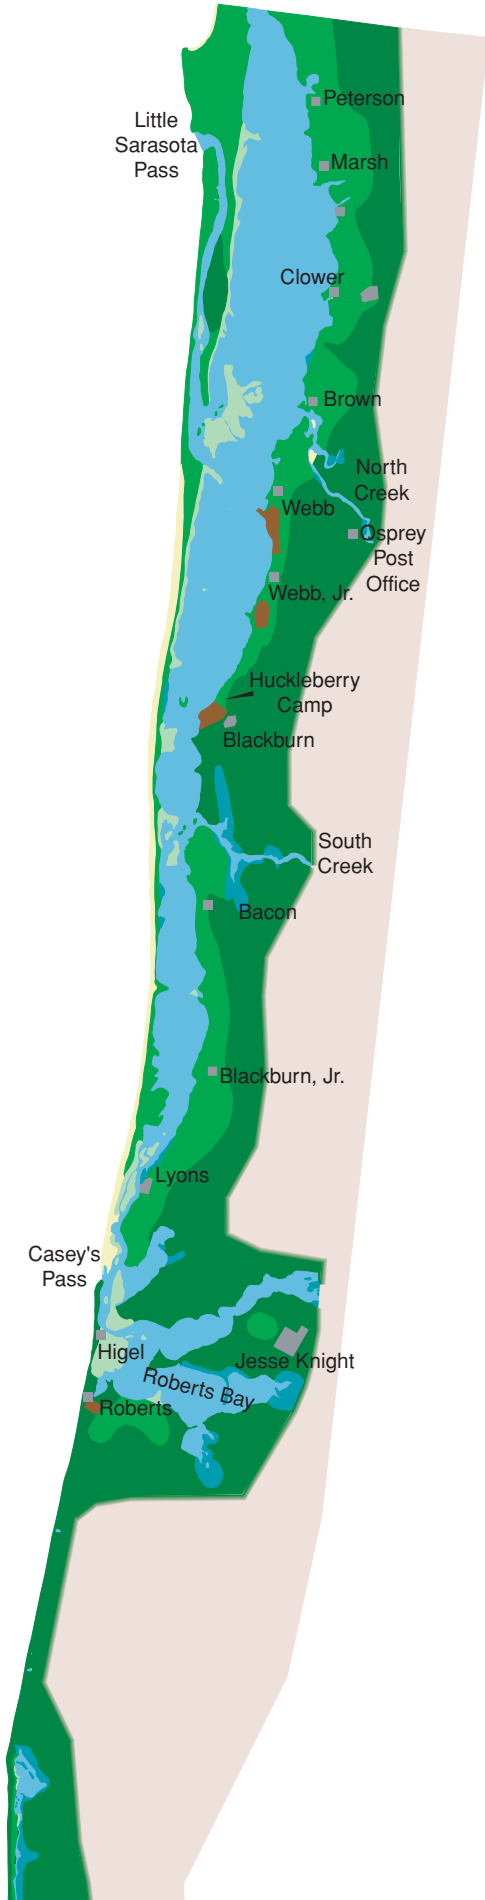 Peterson
Little
Sarasota
Pass
Marsh
Clower
Brown
North
Creek
Webb
Osprey
Post
Office
Webb, Jr.
Huckleberry
Camp
Blackburn
South
Creek
Bacon
Blackburn, Jr.
Lyons
Casey's
Pass
Higel
Jesse Knight
Roberts Bay
Roberts